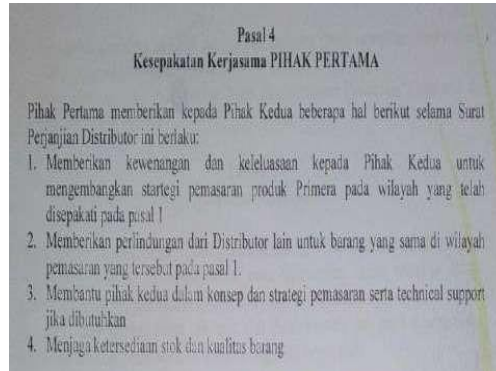 Pasal 4
Kesepakatan Kerjasama PIHAK PERTAMA
Pihak Pertama memberikan kepada Pihak Kedua beberapa hal berikut selama Surat
Perjanjian Distributor ini berlaku:
1. Memberikan kewenangan dan keleluasaan kepada Pihak Kedua untuk
mengembangkan startegi pemasaran produk Primera pada wilayah yang telah
disepakati pada pasal 1
2. Memberikan perlindungan dari Distributor lain untuk barang yang sama di wilayah
pemasaran yang tersebut pada pasal 1.
3. Membantu pihak kedua dalam konsep dan strategi pemasaran serta technical support
jika dibutuhkan
4. Menjaga ketersediaan stok dan kualitas barang